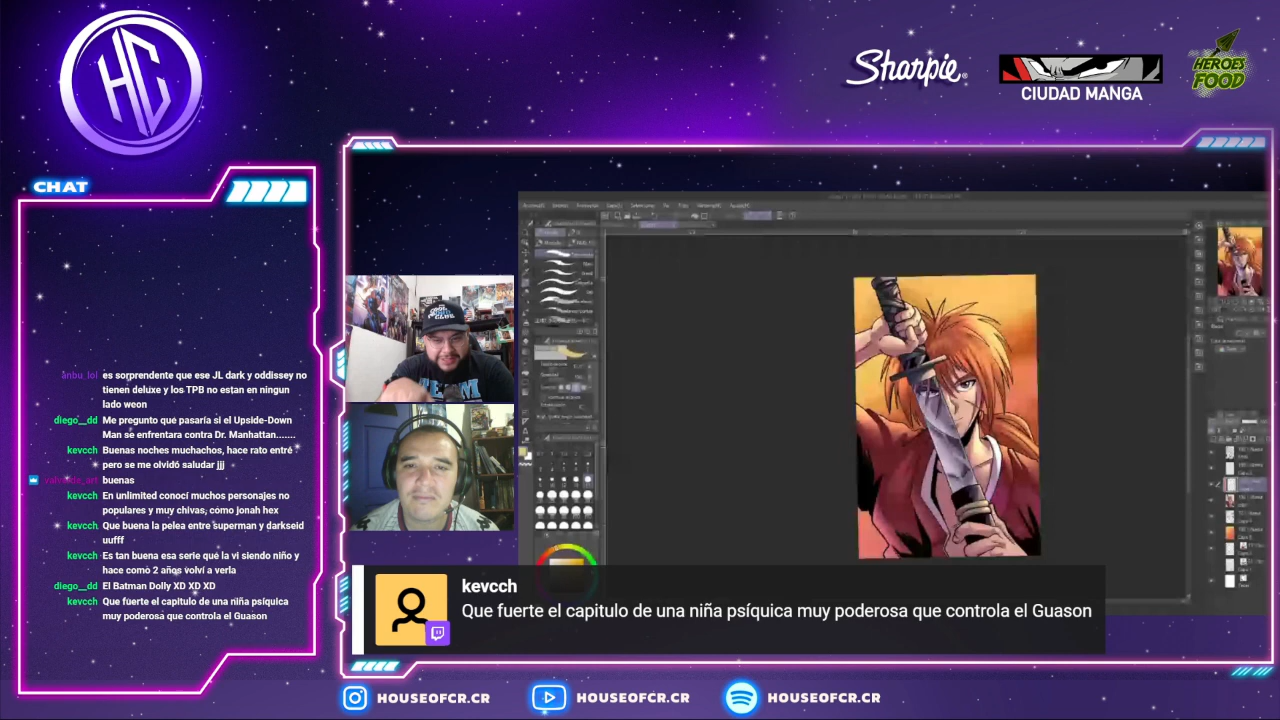 HC
Sharpie®
CIUDAD MANGA
HEROES
FOOD
CHAT
anbu_lol es sorprendente que ese JL dark y oddissey no
tienen deluxe y los TPB no estan en ningun
lado weon
diego__dd Me pregunto que pasaría si el Upside-Down
Man se enfrentara contra Dr. Manhattan.......
kevcch Buenas noches muchachos, hace rato entré
pero se me olvidó saludar jjj
buenas
kevcch En unlimited conocí muchos personajes no
populares y muy chivas, cómo jonah hex
kevcch Que buena la pelea entre superman y darkseid
uufff
kevcch Es tan buena esa serie que la vi siendo niño y
hace como 2 años volví a verla
diego__dd El Batman Dolly XD XD XD
kevcch Que fuerte el capitulo de una niña psíquica
muy poderosa que controla el Guason
kevcch
Que fuerte el capitulo de una niña psíquica muy poderosa que controla el Guason
HOUSEOFCR.CR
HOUSEOFCR.CR
HOUSEOFCR.CR